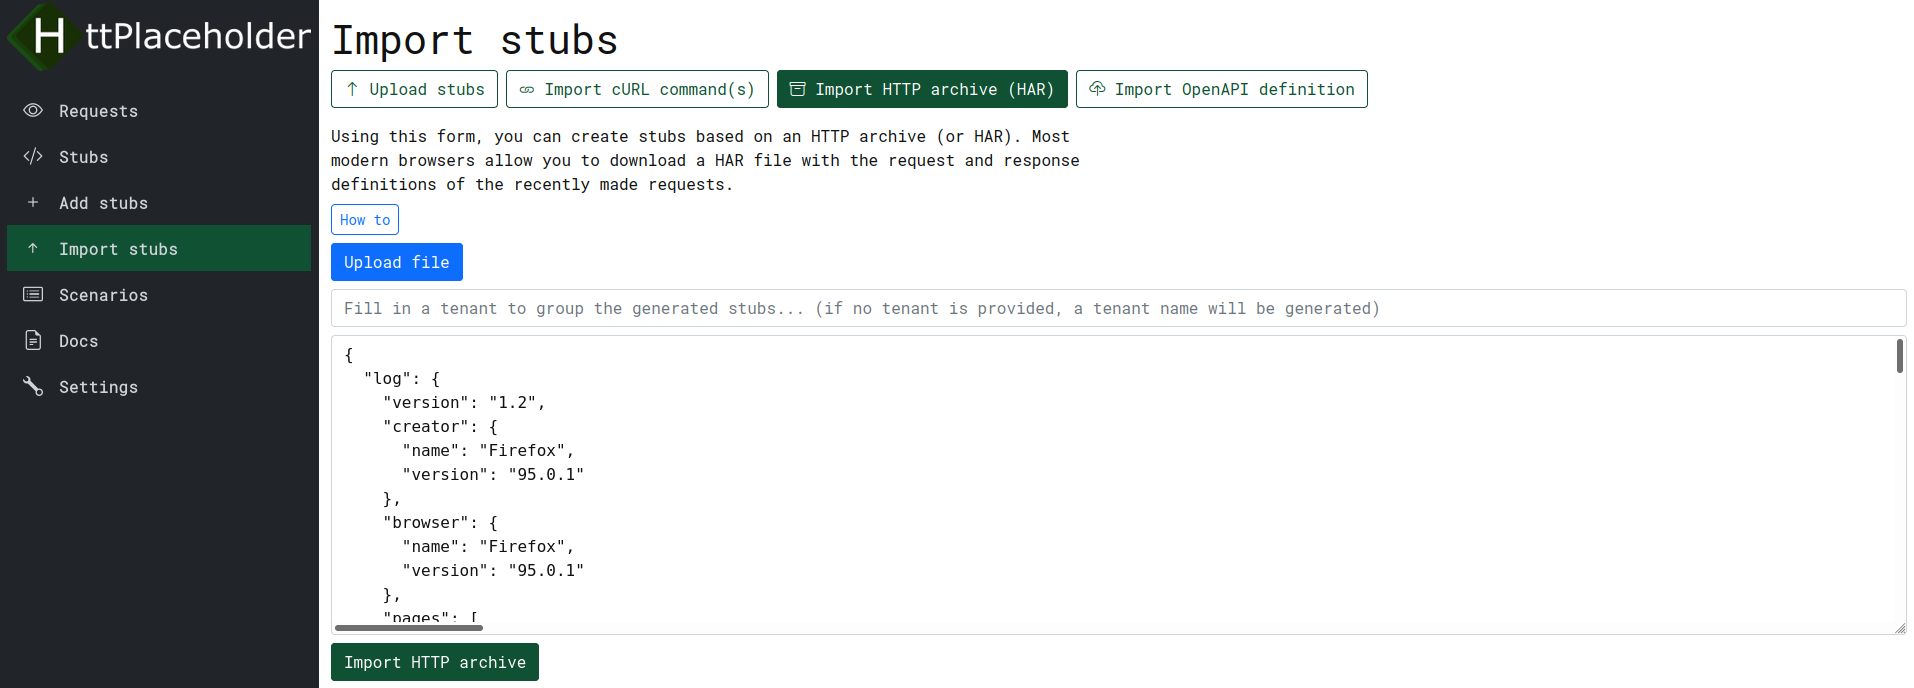 HttPlaceholder
Requests
Stubs
Add stubs
Import stubs
Scenarios
Docs
Settings
Import stubs
Upload stubs
Import cURL command(s)
Import HTTP archive (HAR)
Import OpenAPI definition
Using this form, you can create stubs based on an HTTP archive (or HAR). Most
modern browsers allow you to download a HAR file with the request and response
definitions of the recently made requests.
How to
Upload file
Fill in a tenant to group the generated stubs... (if no tenant is provided, a tenant name will be generated)
{
  "log": {
    "version": "1.2",
    "creator": {
      "name": "Firefox",
      "version": "95.0.1"
    },
    "browser": {
      "name": "Firefox",
      "version": "95.0.1"
    },
    "pages": [
Import HTTP archive